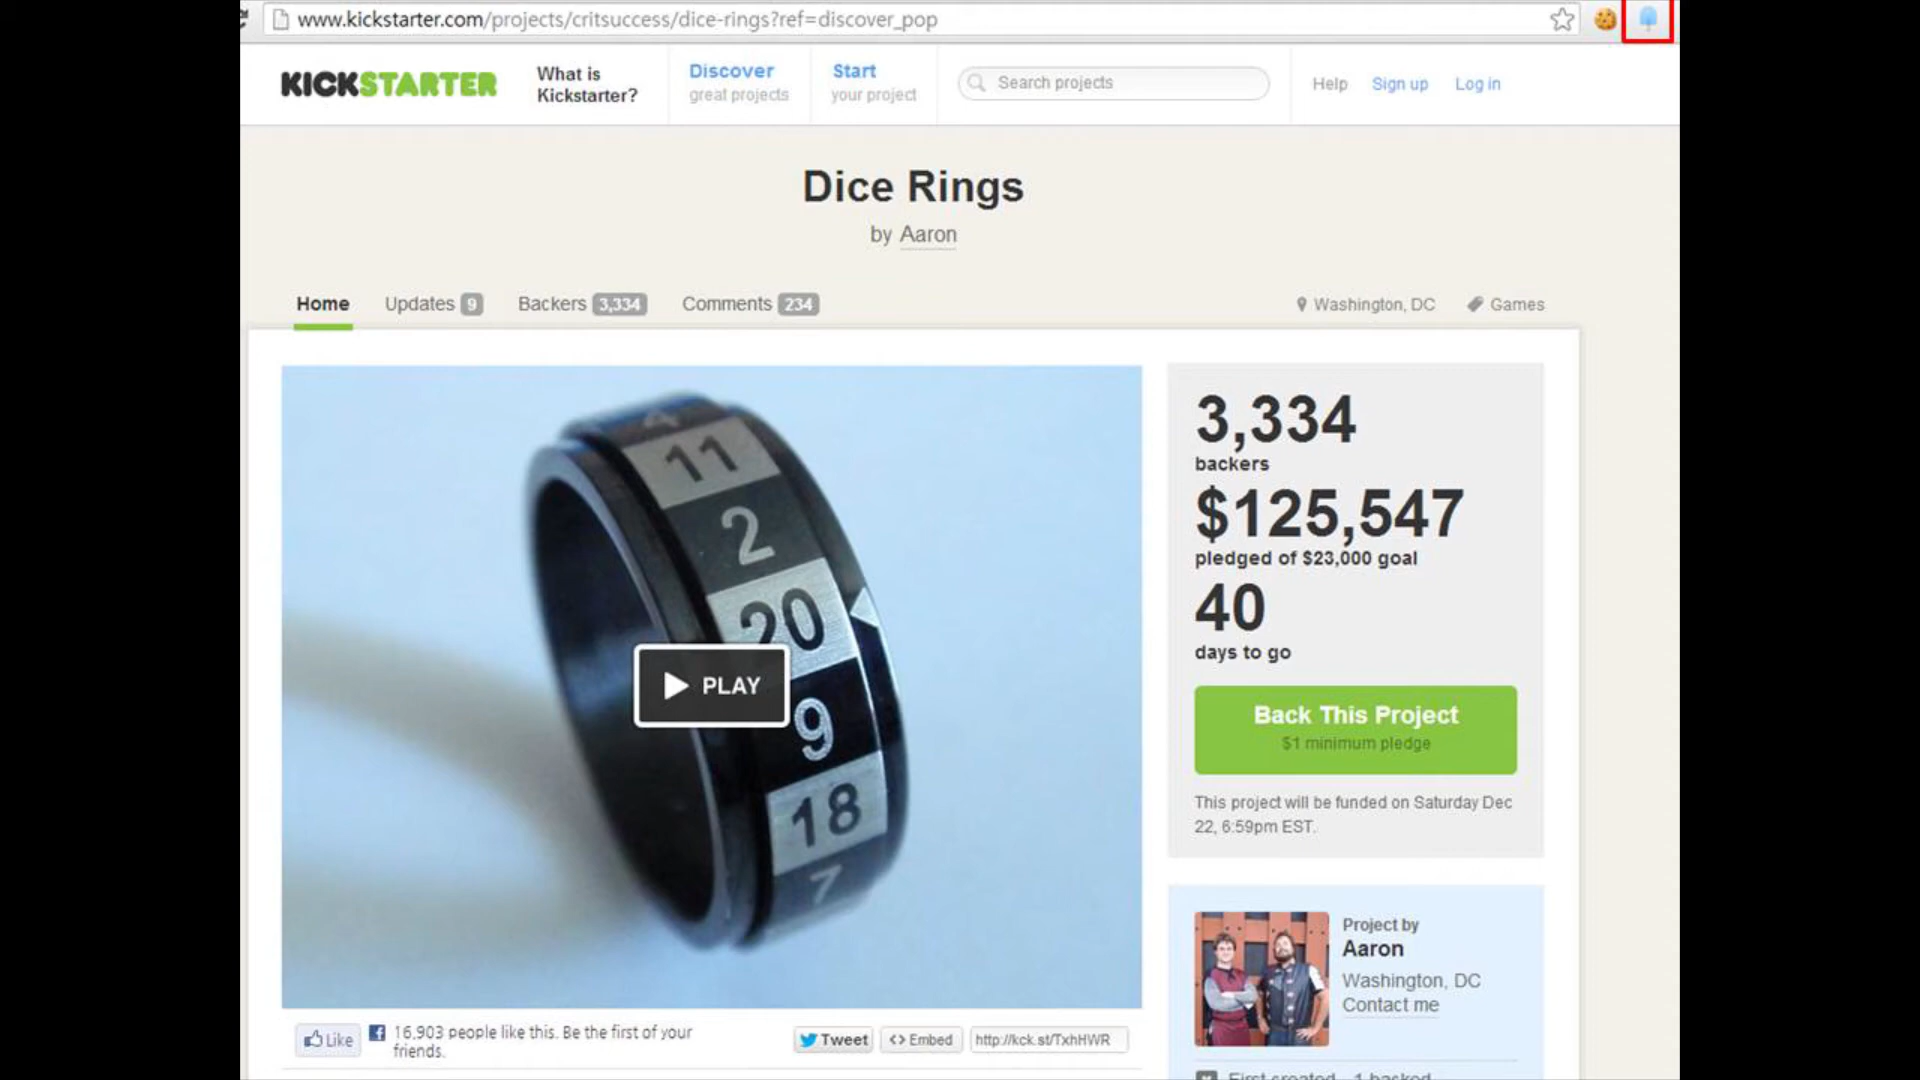 www.kickstarter.com/projects/critsuccess/dice-rings?ref=discover_pop
KICKSTARTER
What is
Kickstarter?
Discover
great projects
Start
your project
Search projects
Help
Sign up
Log in
Dice Rings
by Aaron
Home
Updates 9
Backers 3,334
Comments 234
Washington, DC
Games
11
2
20
9
18
7
PLAY
3,334
backers
$125,547
pledged of $23,000 goal
40
days to go
Back This Project
$1 minimum pledge
This project will be funded on Saturday Dec
22, 6:59pm EST.
Project by
Aaron
Washington, DC
Contact me
First created · 1 backed
Like
16,903 people like this. Be the first of your
friends.
Tweet
<> Embed
http://kck.st/TxhHWR